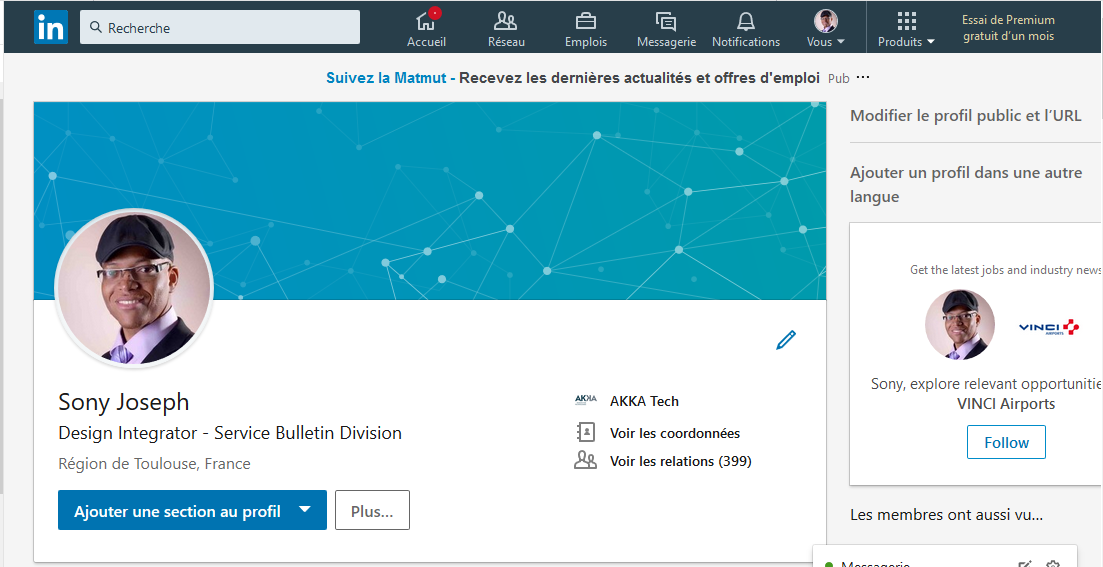 in
Recherche
Accueil
Réseau
Emplois
Messagerie
Notifications
Vous
Produits
Essai de Premium
gratuit d'un mois
Suivez la Matmut - Recevez les dernières actualités et offres d'emploi Pub ...
Modifier le profil public et l'URL
Ajouter un profil dans une autre
langue
Get the latest jobs and industry news
VINCI
AIRPORTS
Sony, explore relevant opportunitie
VINCI Airports
Follow
Sony Joseph
Design Integrator - Service Bulletin Division
Région de Toulouse, France
AKKA AKKA Tech
Voir les coordonnées
Voir les relations (399)
Ajouter une section au profil
Plus...
Les membres ont aussi vu...
Messagerie